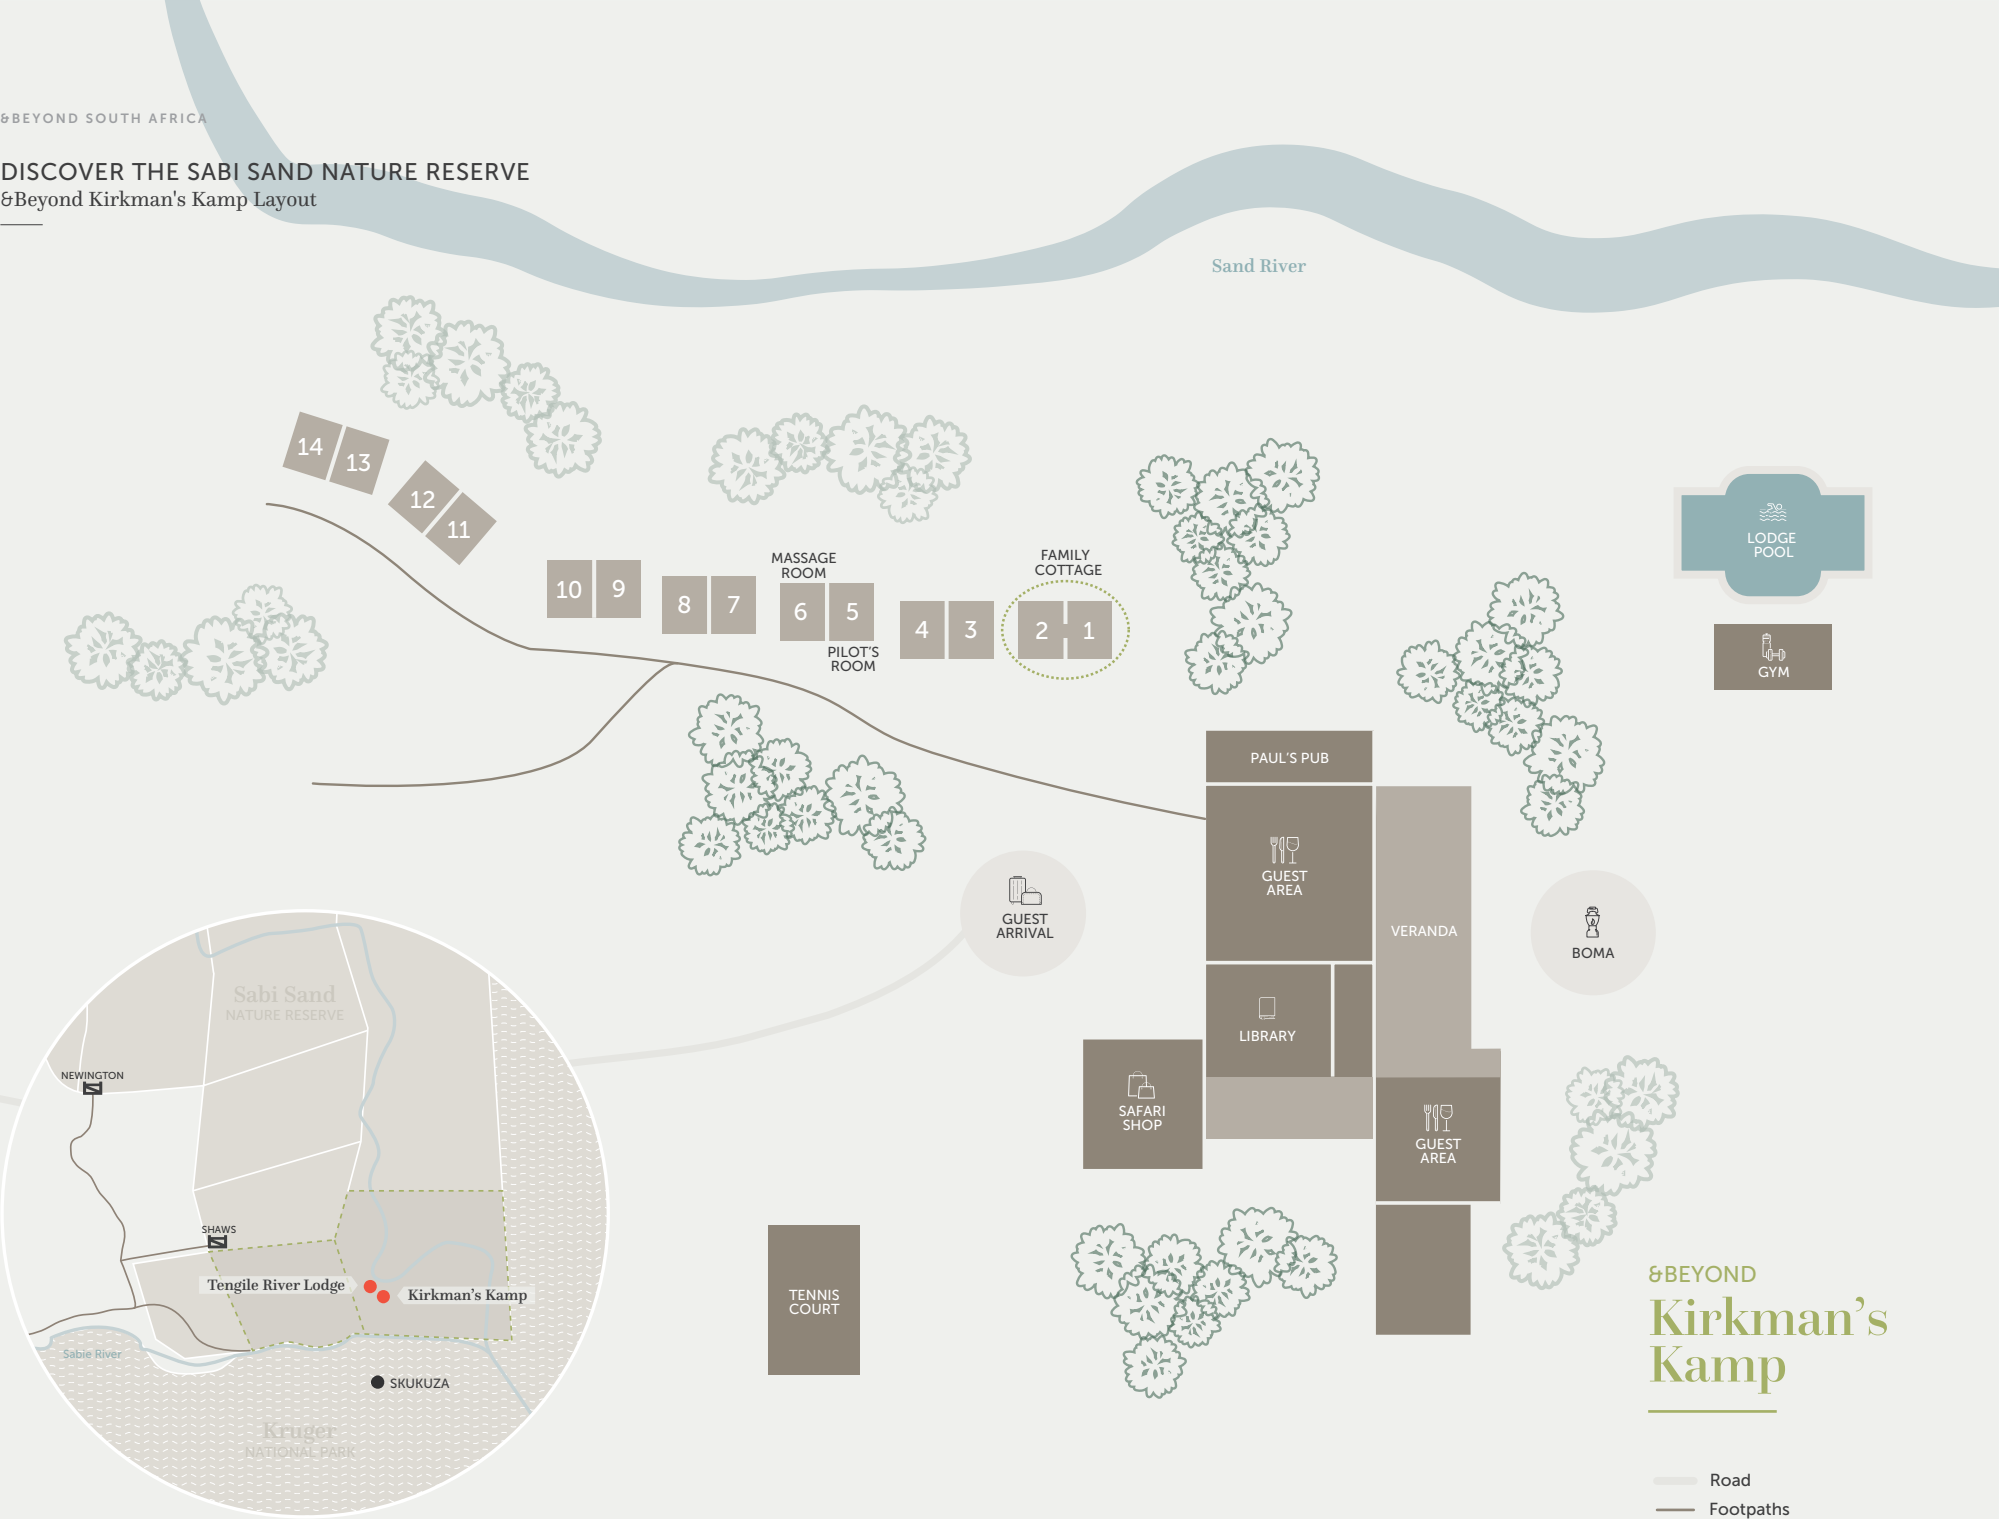 &BEYOND SOUTH AFRICA
DISCOVER THE SABI SAND NATURE RESERVE
&Beyond Kirkman's Kamp Layout
Sand River
14
13
12
11
10
9
8
7
MASSAGE
ROOM
6
5
PILOT'S
ROOM
4
3
FAMILY
COTTAGE
2
1
LODGE
POOL
GYM
PAUL'S PUB
GUEST
AREA
VERANDA
GUEST
ARRIVAL
BOMA
LIBRARY
SAFARI
SHOP
GUEST
AREA
TENNIS
COURT
Sabi Sand
NATURE RESERVE
NEWINGTON
SHAWS
Tengile River Lodge
Kirkman's Kamp
Sabie River
SKUKUZA
Kruger
NATIONAL PARK
&BEYOND
Kirkman's
Kamp
Road
Footpaths